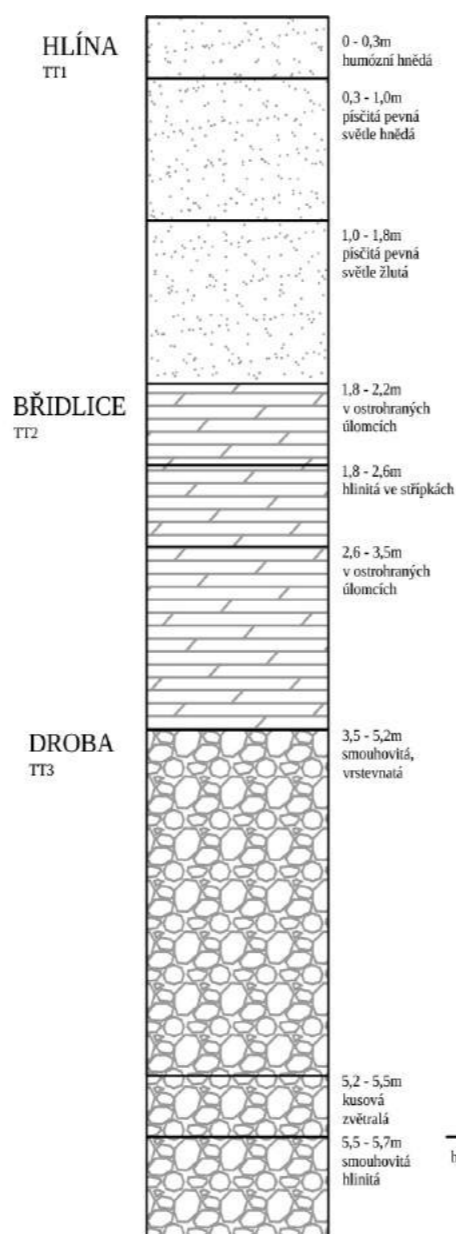 HLÍNA
TT1
0 - 0,3m
humózní hnědá
0,3 - 1,0m
písčitá pevná
světle hnědá
1,0 - 1,8m
písčitá pevná
světle žlutá
BŘIDLICE
TT2
1,8 - 2,2m
v ostrohraných
úlomcích
1,8 - 2,6m
hlinitá ve střípkách
2,6 - 3,5m
v ostrohraných
úlomcích
DROBA
TT3
3,5 - 5,2m
smouhovitá,
vrstevnatá
5,2 - 5,5m
kusová
zvětralá
5,5 - 5,7m
smouhovitá
hlinitá